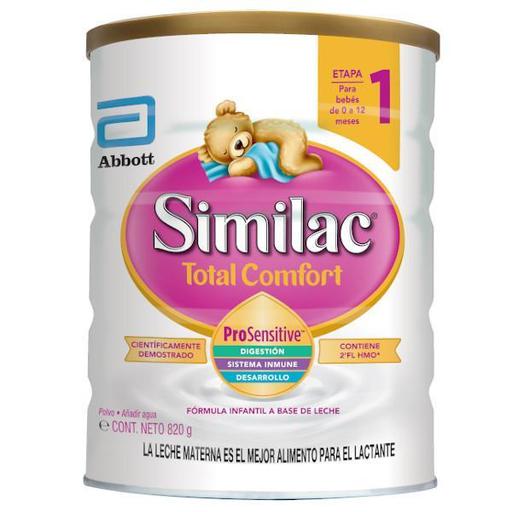 ETAPA
1
Para
bebés
de 0 a 12
meses
Abbott
Similac®
Total Comfort
ProSensitive™
DIGESTIÓN
SISTEMA INMUNE
DESARROLLO
CIENTÍFICAMENTE
DEMOSTRADO
CONTIENE
2'FL HMO*
FÓRMULA INFANTIL A BASE DE LECHE
Polvo • Añadir agua
℮ CONT. NETO 820 g
LA LECHE MATERNA ES EL MEJOR ALIMENTO PARA EL LACTANTE